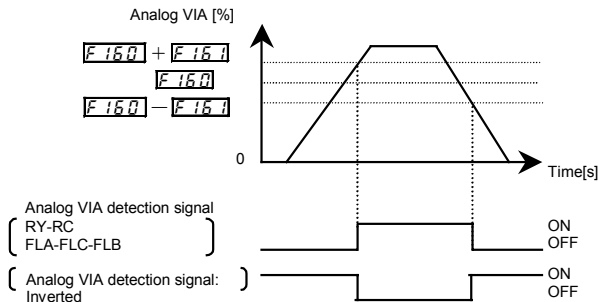 Analog VIA [%]
F160 + F161
F160
F160 - F161
0
Time[s]
Analog VIA detection signal
RY-RC
FLA-FLC-FLB
ON
OFF
Analog VIA detection signal:
Inverted
ON
OFF